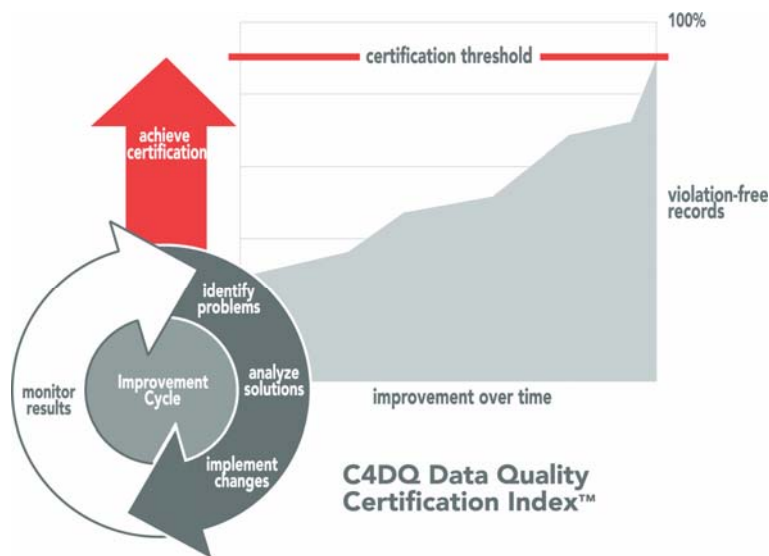 100%
certification threshold
achieve
certification
violation-free
records
identify
problems
analyze
solutions
implement
changes
monitor
results
Improvement
Cycle
improvement over time
C4DQ Data Quality
Certification Index™